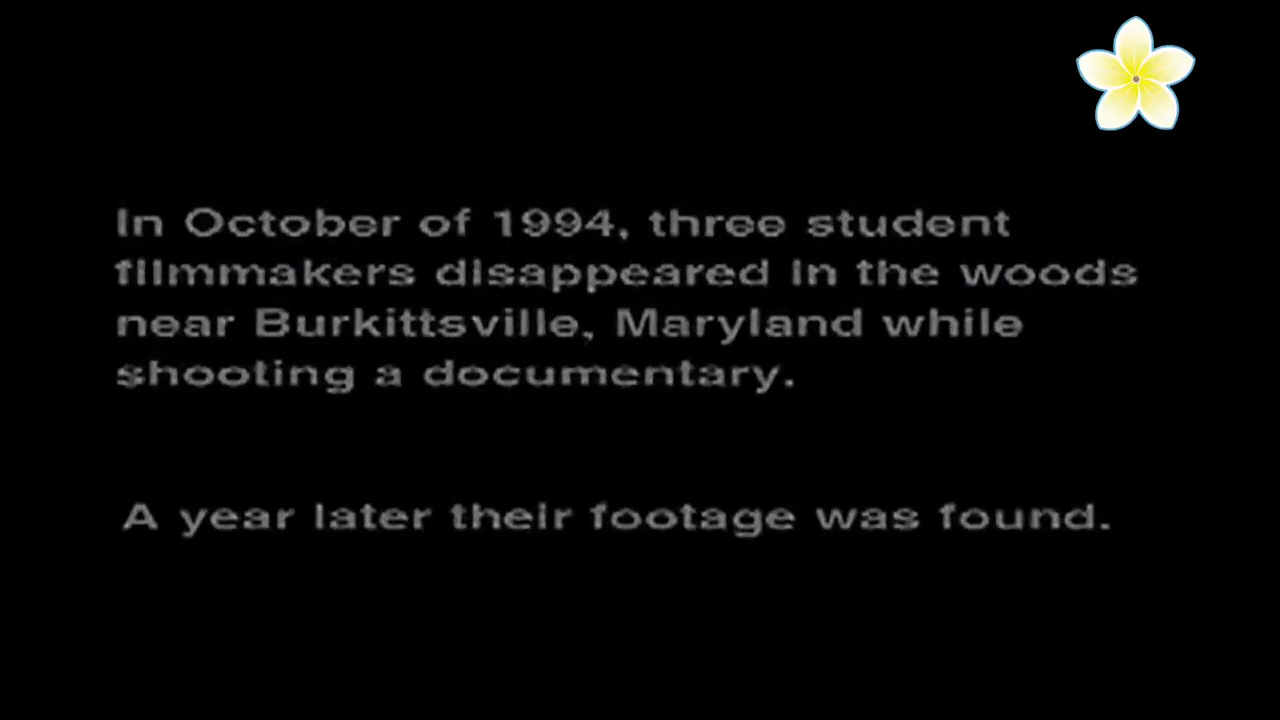 In October of 1994, three student
filmmakers disappeared in the woods
near Burkittsville, Maryland while
shooting a documentary.
A year later their footage was found.